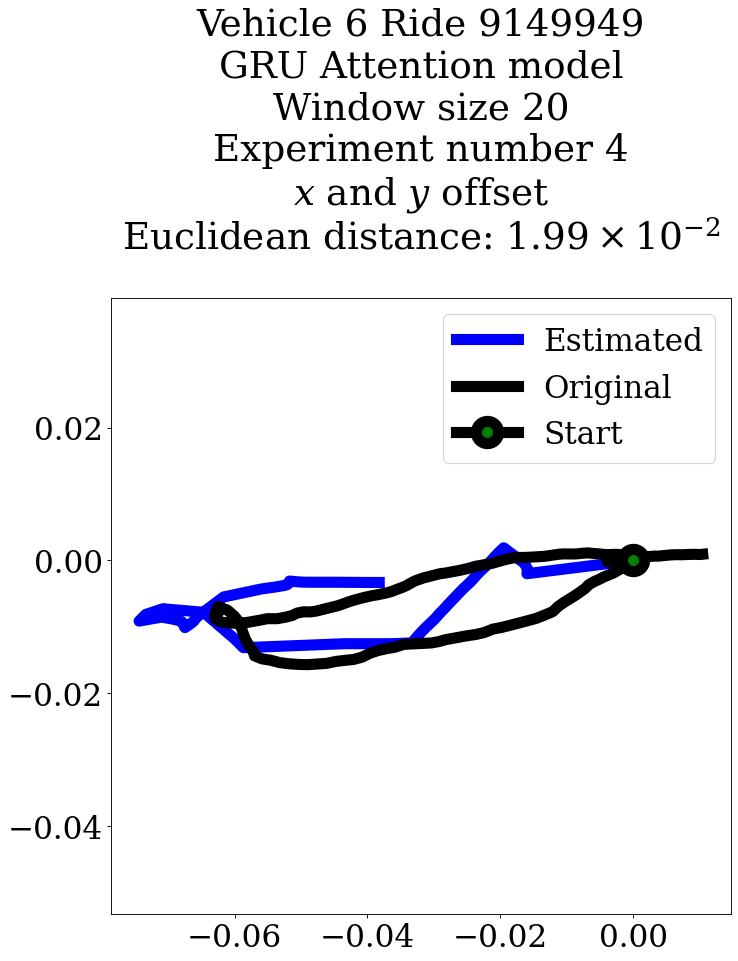 Vehicle 6 Ride 9149949
GRU Attention model
Window size 20
Experiment number 4
x and y offset
Euclidean distance: 1.99 × 10⁻²
Estimated
Original
Start
0.02
0.00
−0.02
−0.04
−0.06 −0.04 −0.02 0.00